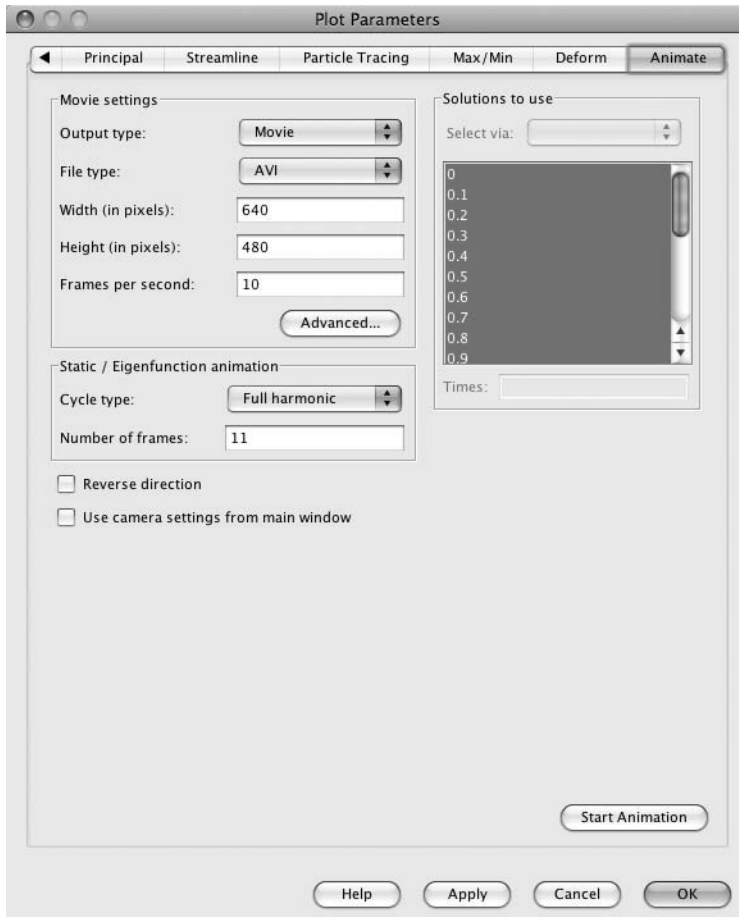 Plot Parameters
Principal Streamline Particle Tracing Max/Min Deform Animate
Movie settings
Output type: Movie
File type: AVI
Width (in pixels): 640
Height (in pixels): 480
Frames per second: 10
Advanced...
Static / Eigenfunction animation
Cycle type: Full harmonic
Number of frames: 11
Reverse direction
Use camera settings from main window
Solutions to use
Select via:
0
0.1
0.2
0.3
0.4
0.5
0.6
0.7
0.8
0.9
Times:
Start Animation
Help Apply Cancel OK